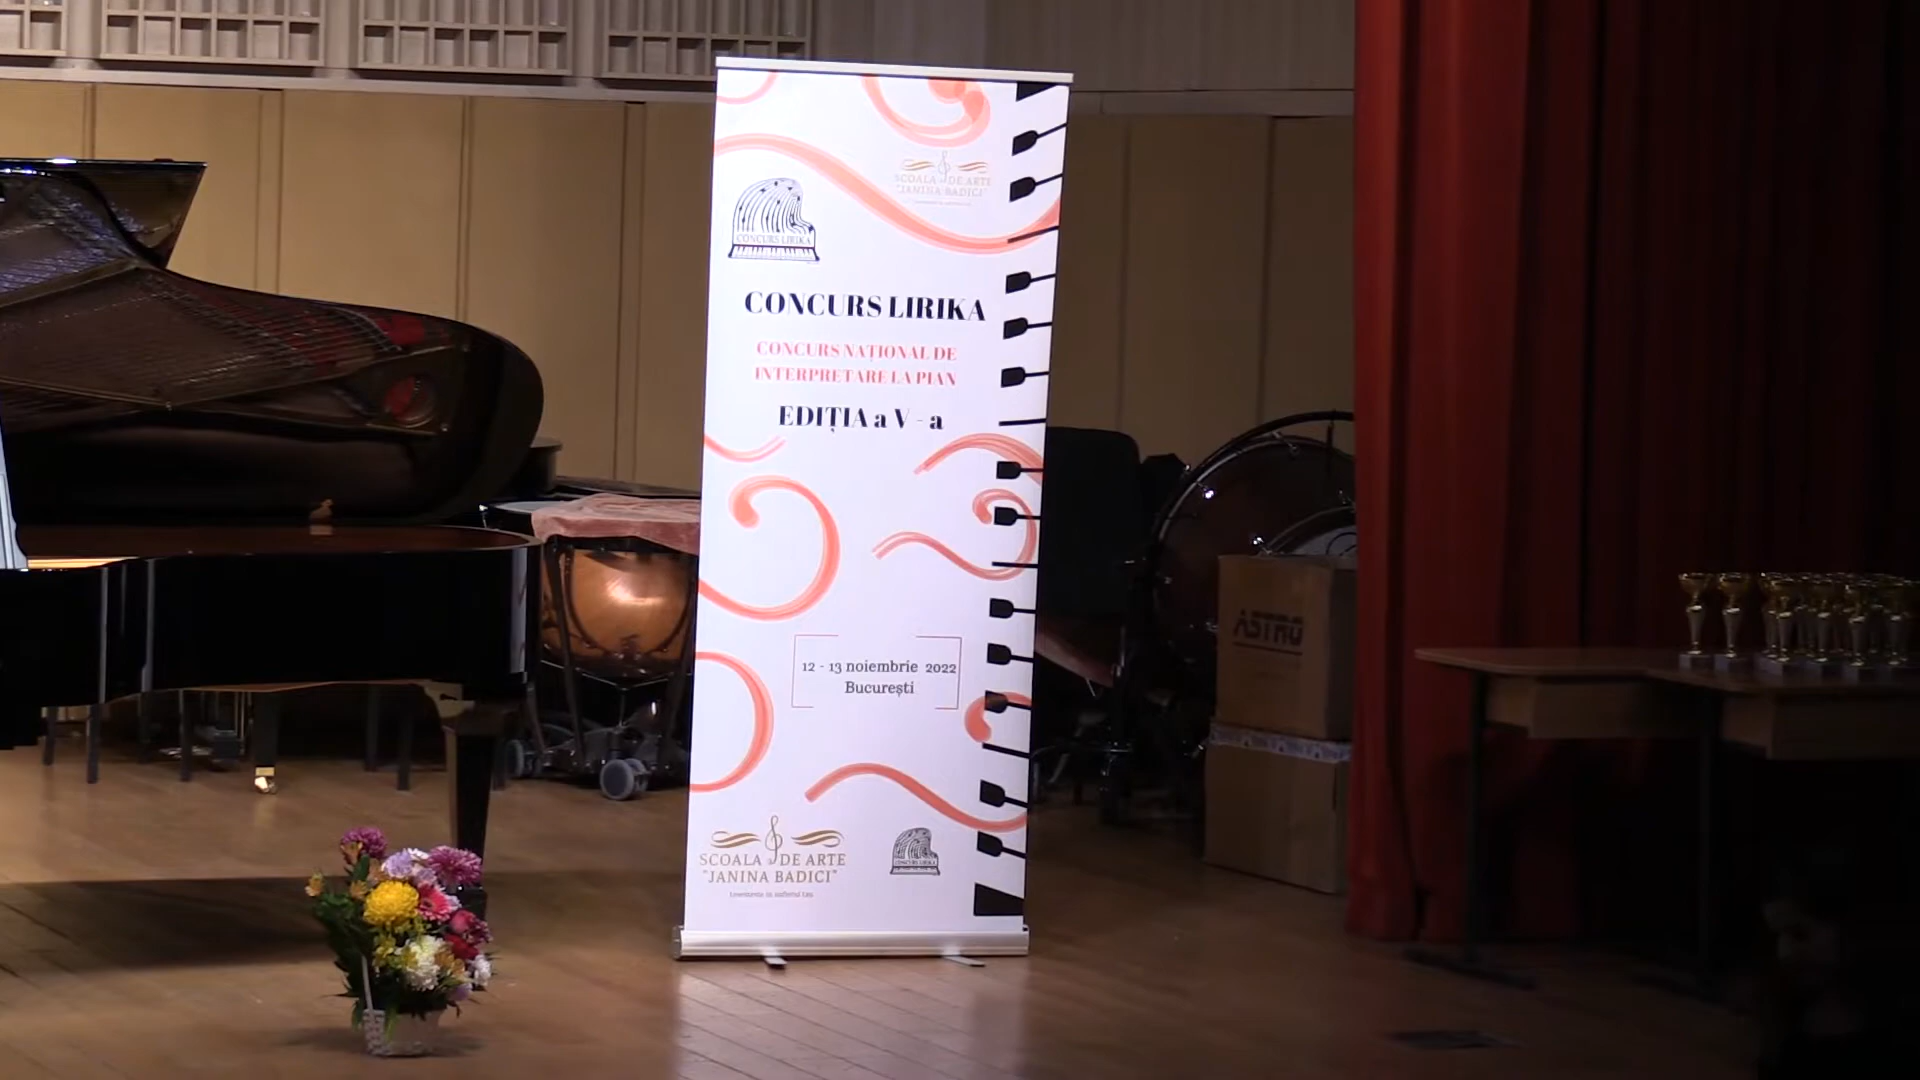 SCOALA DE ARTE
"JANINA BADICI"
CONCURS LIRIKA
CONCURS LIRIKA
CONCURS NAȚIONAL DE
INTERPRETARE LA PIAN
EDIȚIA a V - a
ASTRO
12 - 13 noiembrie 2022
București
SCOALA DE ARTE
"JANINA BADICI"
CONCURS LIRIKA